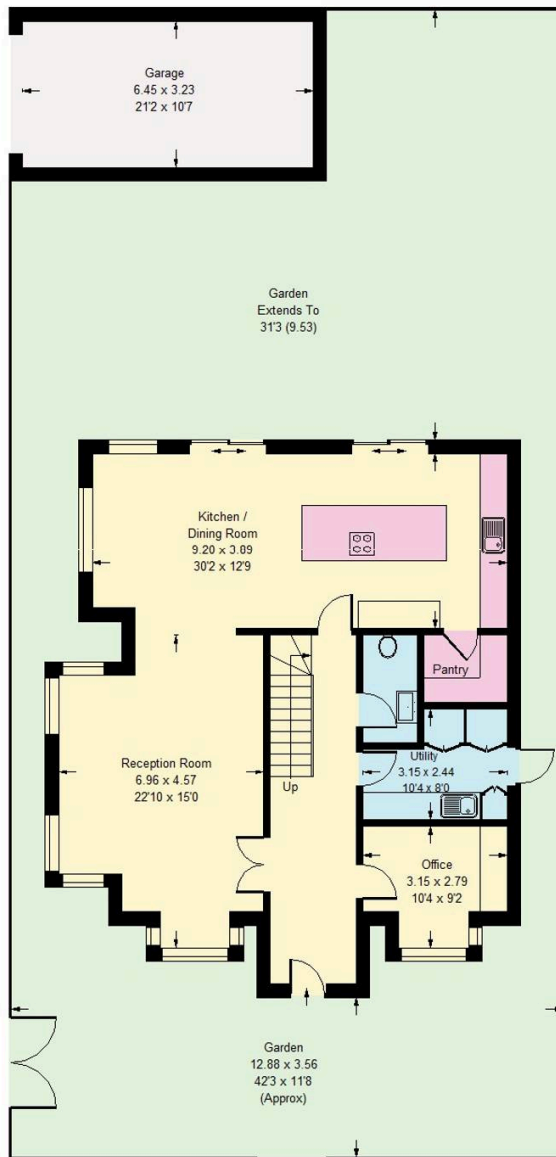 Garage
6.45 x 3.23
21'2 x 10'7
Garden
Extends To
31'3 (9.53)
Kitchen /
Dining Room
9.20 x 3.89
30'2 x 12'9
Pantry
Utility
3.15 x 2.44
10'4 x 8'0
Reception Room
6.96 x 4.57
22'10 x 15'0
Up
Office
3.15 x 2.79
10'4 x 9'2
Garden
12.88 x 3.56
42'3 x 11'8
(Approx)